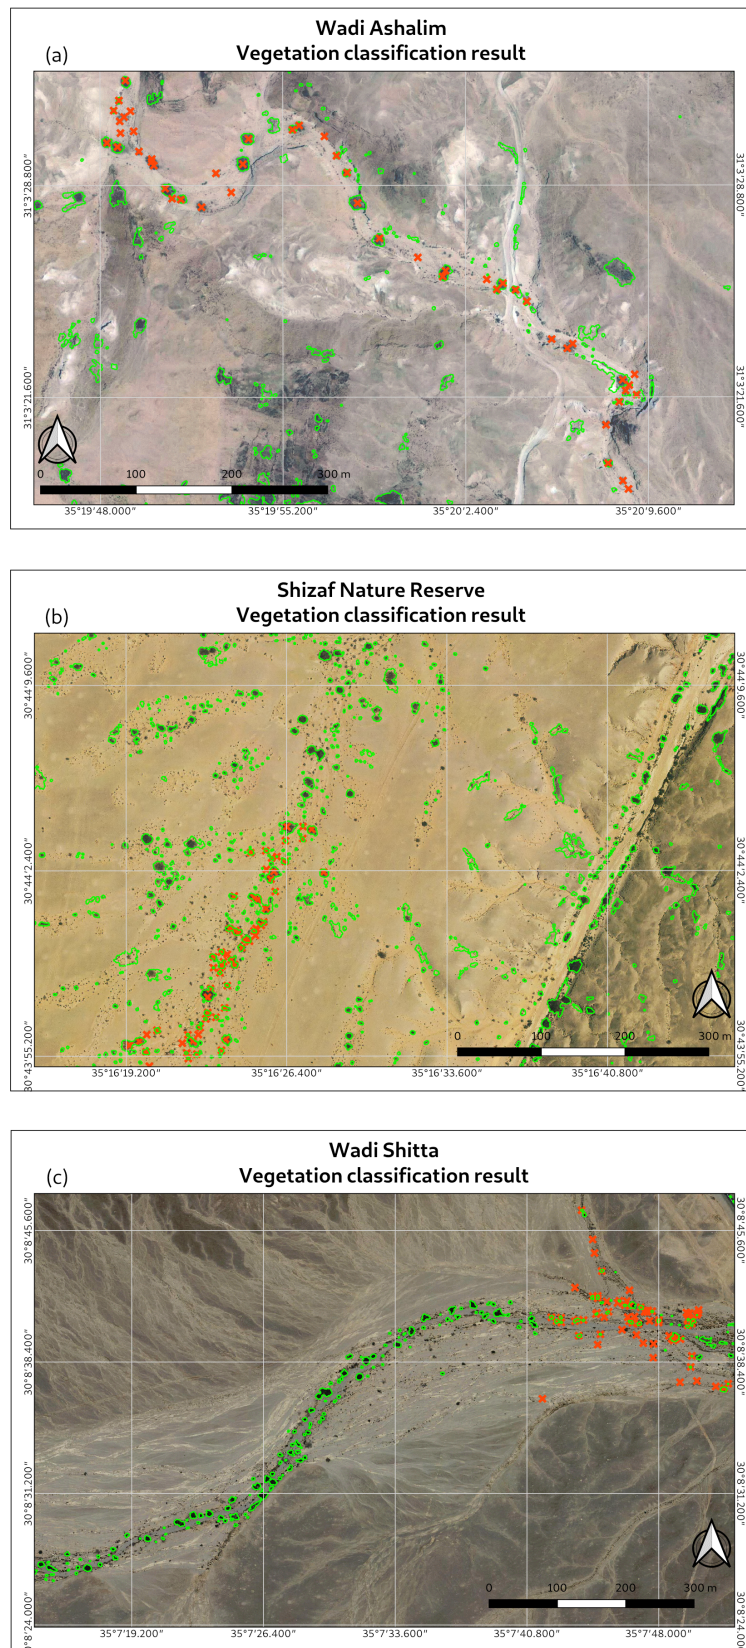 Wadi Ashalim
Vegetation classification result
(a)
31°3'28.800"
31°3'28.800"
31°3'21.600"
31°3'21.600"
0 100 200 300 m
35°19'48.000" 35°19'55.200" 35°20'2.400" 35°20'9.600"
Shizaf Nature Reserve
Vegetation classification result
(b)
30°44'9.600"
30°44'9.600"
30°44'2.400"
30°44'2.400"
30°43'55.200"
30°43'55.200"
0 100 200 300 m
35°16'19.200" 35°16'26.400" 35°16'33.600" 35°16'40.800"
Wadi Shitta
Vegetation classification result
(c)
30°8'45.600"
30°8'45.600"
30°8'38.400"
30°8'38.400"
30°8'31.200"
30°8'31.200"
30°8'24.000"
30°8'24.000"
0 100 200 300 m
35°7'19.200" 35°7'26.400" 35°7'33.600" 35°7'40.800" 35°7'48.000"